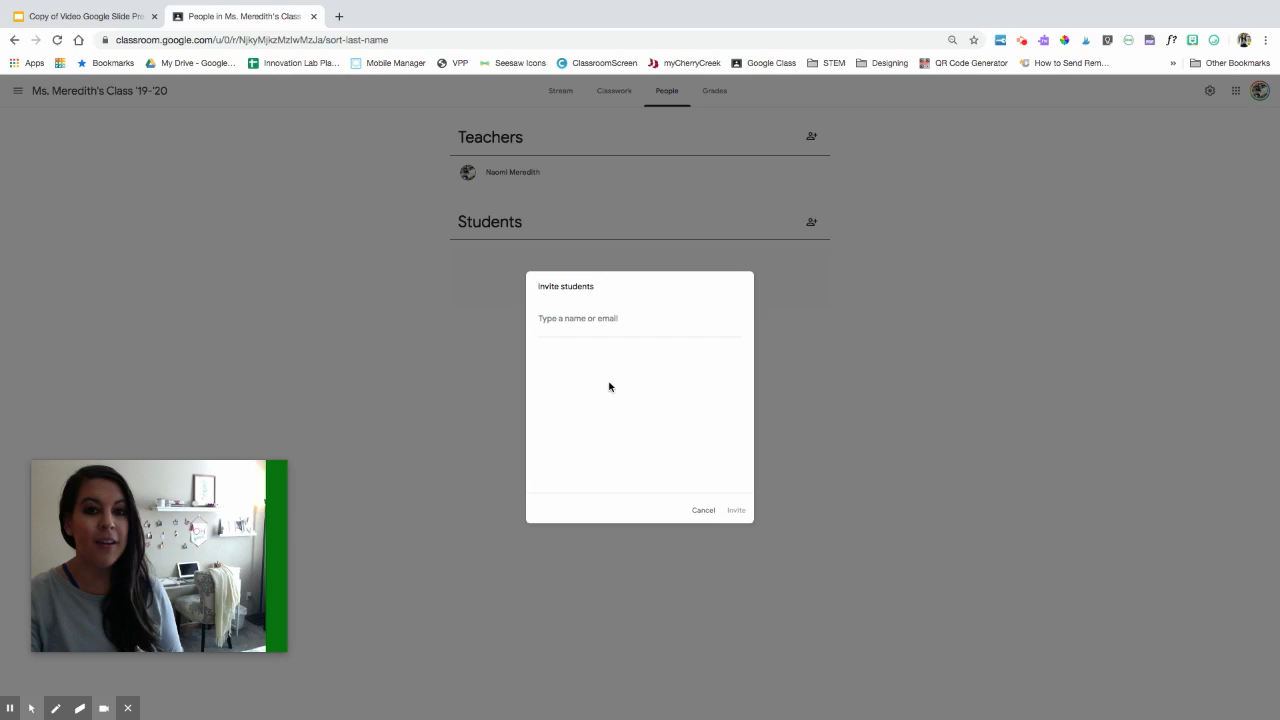 Copy of Video Google Slide Pre
People in Ms. Meredith's Class
classroom.google.com/u/0/r/NjkyMjkzMzIwMzJa/sort-last-name
Apps
Bookmarks
My Drive - Google...
Innovation Lab Pla...
Mobile Manager
VPP
Seesaw Icons
ClassroomScreen
myCherryCreek
Google Class
STEM
Designing
QR Code Generator
How to Send Rem...
»
Other Bookmarks
Ms. Meredith's Class '19-'20
Stream
Classwork
People
Grades
Teachers
Naomi Meredith
Students
Invite students
Type a name or email
Cancel
Invite